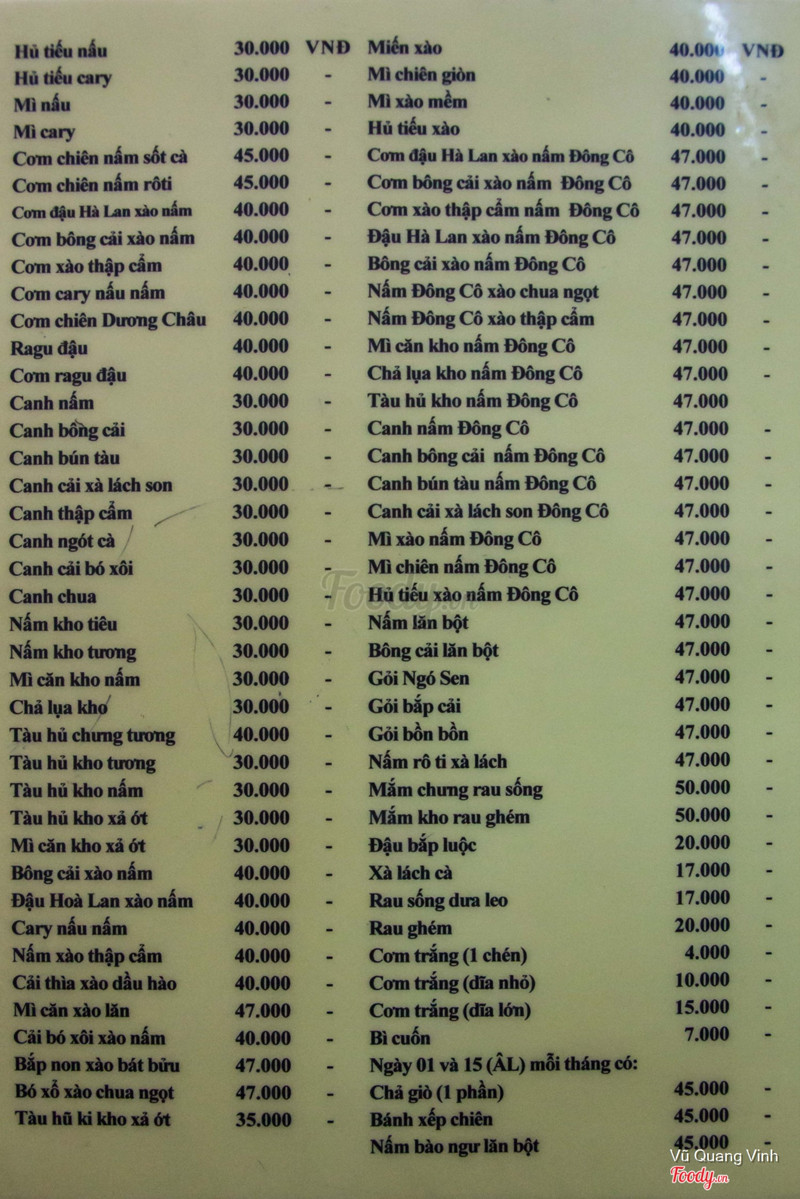 Hủ tiếu nấu 30.000 VNĐ
Hủ tiếu cary 30.000 -
Mì nấu 30.000 -
Mì cary 30.000 -
Cơm chiên nấm sốt cà 45.000 -
Cơm chiên nấm rôti 45.000 -
Cơm đậu Hà Lan xào nấm 40.000 -
Cơm bông cải xào nấm 40.000 -
Cơm xào thập cẩm 40.000 -
Cơm cary nấu nấm 40.000 -
Cơm chiên Dương Châu 40.000 -
Ragu đậu 40.000 -
Cơm ragu đậu 40.000 -
Canh nấm 30.000 -
Canh bông cải 30.000 -
Canh bún tàu 30.000 -
Canh cải xà lách son 30.000 -
Canh thập cẩm 30.000 -
Canh ngót cà 30.000 -
Canh cải bó xôi 30.000 -
Canh chua 30.000 -
Nấm kho tiêu 30.000 -
Nấm kho tương 30.000 -
Mì căn kho nấm 30.000 -
Chả lụa kho 30.000 -
Tàu hủ chưng tương 40.000 -
Tàu hủ kho tương 30.000 -
Tàu hủ kho nấm 30.000 -
Tàu hủ kho xả ớt 30.000 -
Mì căn kho xả ớt 30.000 -
Bông cải xào nấm 40.000 -
Đậu Hoà Lan xào nấm 40.000 -
Cary nấu nấm 40.000 -
Nấm xào thập cẩm 40.000 -
Cải thìa xào dầu hào 40.000 -
Mì căn xào lăn 47.000 -
Cải bó xôi xào nấm 40.000 -
Bắp non xào bát bửu 47.000 -
Bó xổ xào chua ngọt 47.000 -
Tàu hũ ki kho xả ớt 35.000 -
Miến xào 40.000 VNĐ
Mì chiên giòn 40.000 -
Mì xào mềm 40.000 -
Hủ tiếu xào 40.000 -
Cơm đậu Hà Lan xào nấm Đông Cô 47.000 -
Cơm bông cải xào nấm Đông Cô 47.000 -
Cơm xào thập cẩm nấm Đông Cô 47.000 -
Đậu Hà Lan xào nấm Đông Cô 47.000 -
Bông cải xào nấm Đông Cô 47.000 -
Nấm Đông Cô xào chua ngọt 47.000 -
Nấm Đông Cô xào thập cẩm 47.000 -
Mì căn kho nấm Đông Cô 47.000 -
Chả lụa kho nấm Đông Cô 47.000 -
Tàu hủ kho nấm Đông Cô 47.000
Canh nấm Đông Cô 47.000 -
Canh bông cải nấm Đông Cô 47.000 -
Canh bún tàu nấm Đông Cô 47.000 -
Canh cải xà lách son Đông Cô 47.000 -
Mì xào nấm Đông Cô 47.000 -
Mì chiên nấm Đông Cô 47.000 -
Hủ tiếu xào nấm Đông Cô 47.000 -
Nấm lăn bột 47.000 -
Bông cải lăn bột 47.000 -
Gỏi Ngó Sen 47.000 -
Gỏi bắp cải 47.000 -
Gỏi bồn bồn 47.000 -
Nấm rô ti xà lách 47.000 -
Mắm chưng rau sống 50.000 -
Mắm kho rau ghém 50.000 -
Đậu bắp luộc 20.000 -
Xà lách cà 17.000 -
Rau sống dưa leo 17.000 -
Rau ghém 20.000 -
Cơm trắng (1 chén) 4.000 -
Cơm trắng (dĩa nhỏ) 10.000 -
Cơm trắng (dĩa lớn) 15.000 -
Bì cuốn 7.000 -
Ngày 01 và 15 (ÂL) mỗi tháng có:
Chả giò (1 phần) 45.000 -
Bánh xếp chiên 45.000 -
Nấm bào ngư lăn bột 45.000 -
Foody.vn
Vũ Quang Vinh
Foody.vn